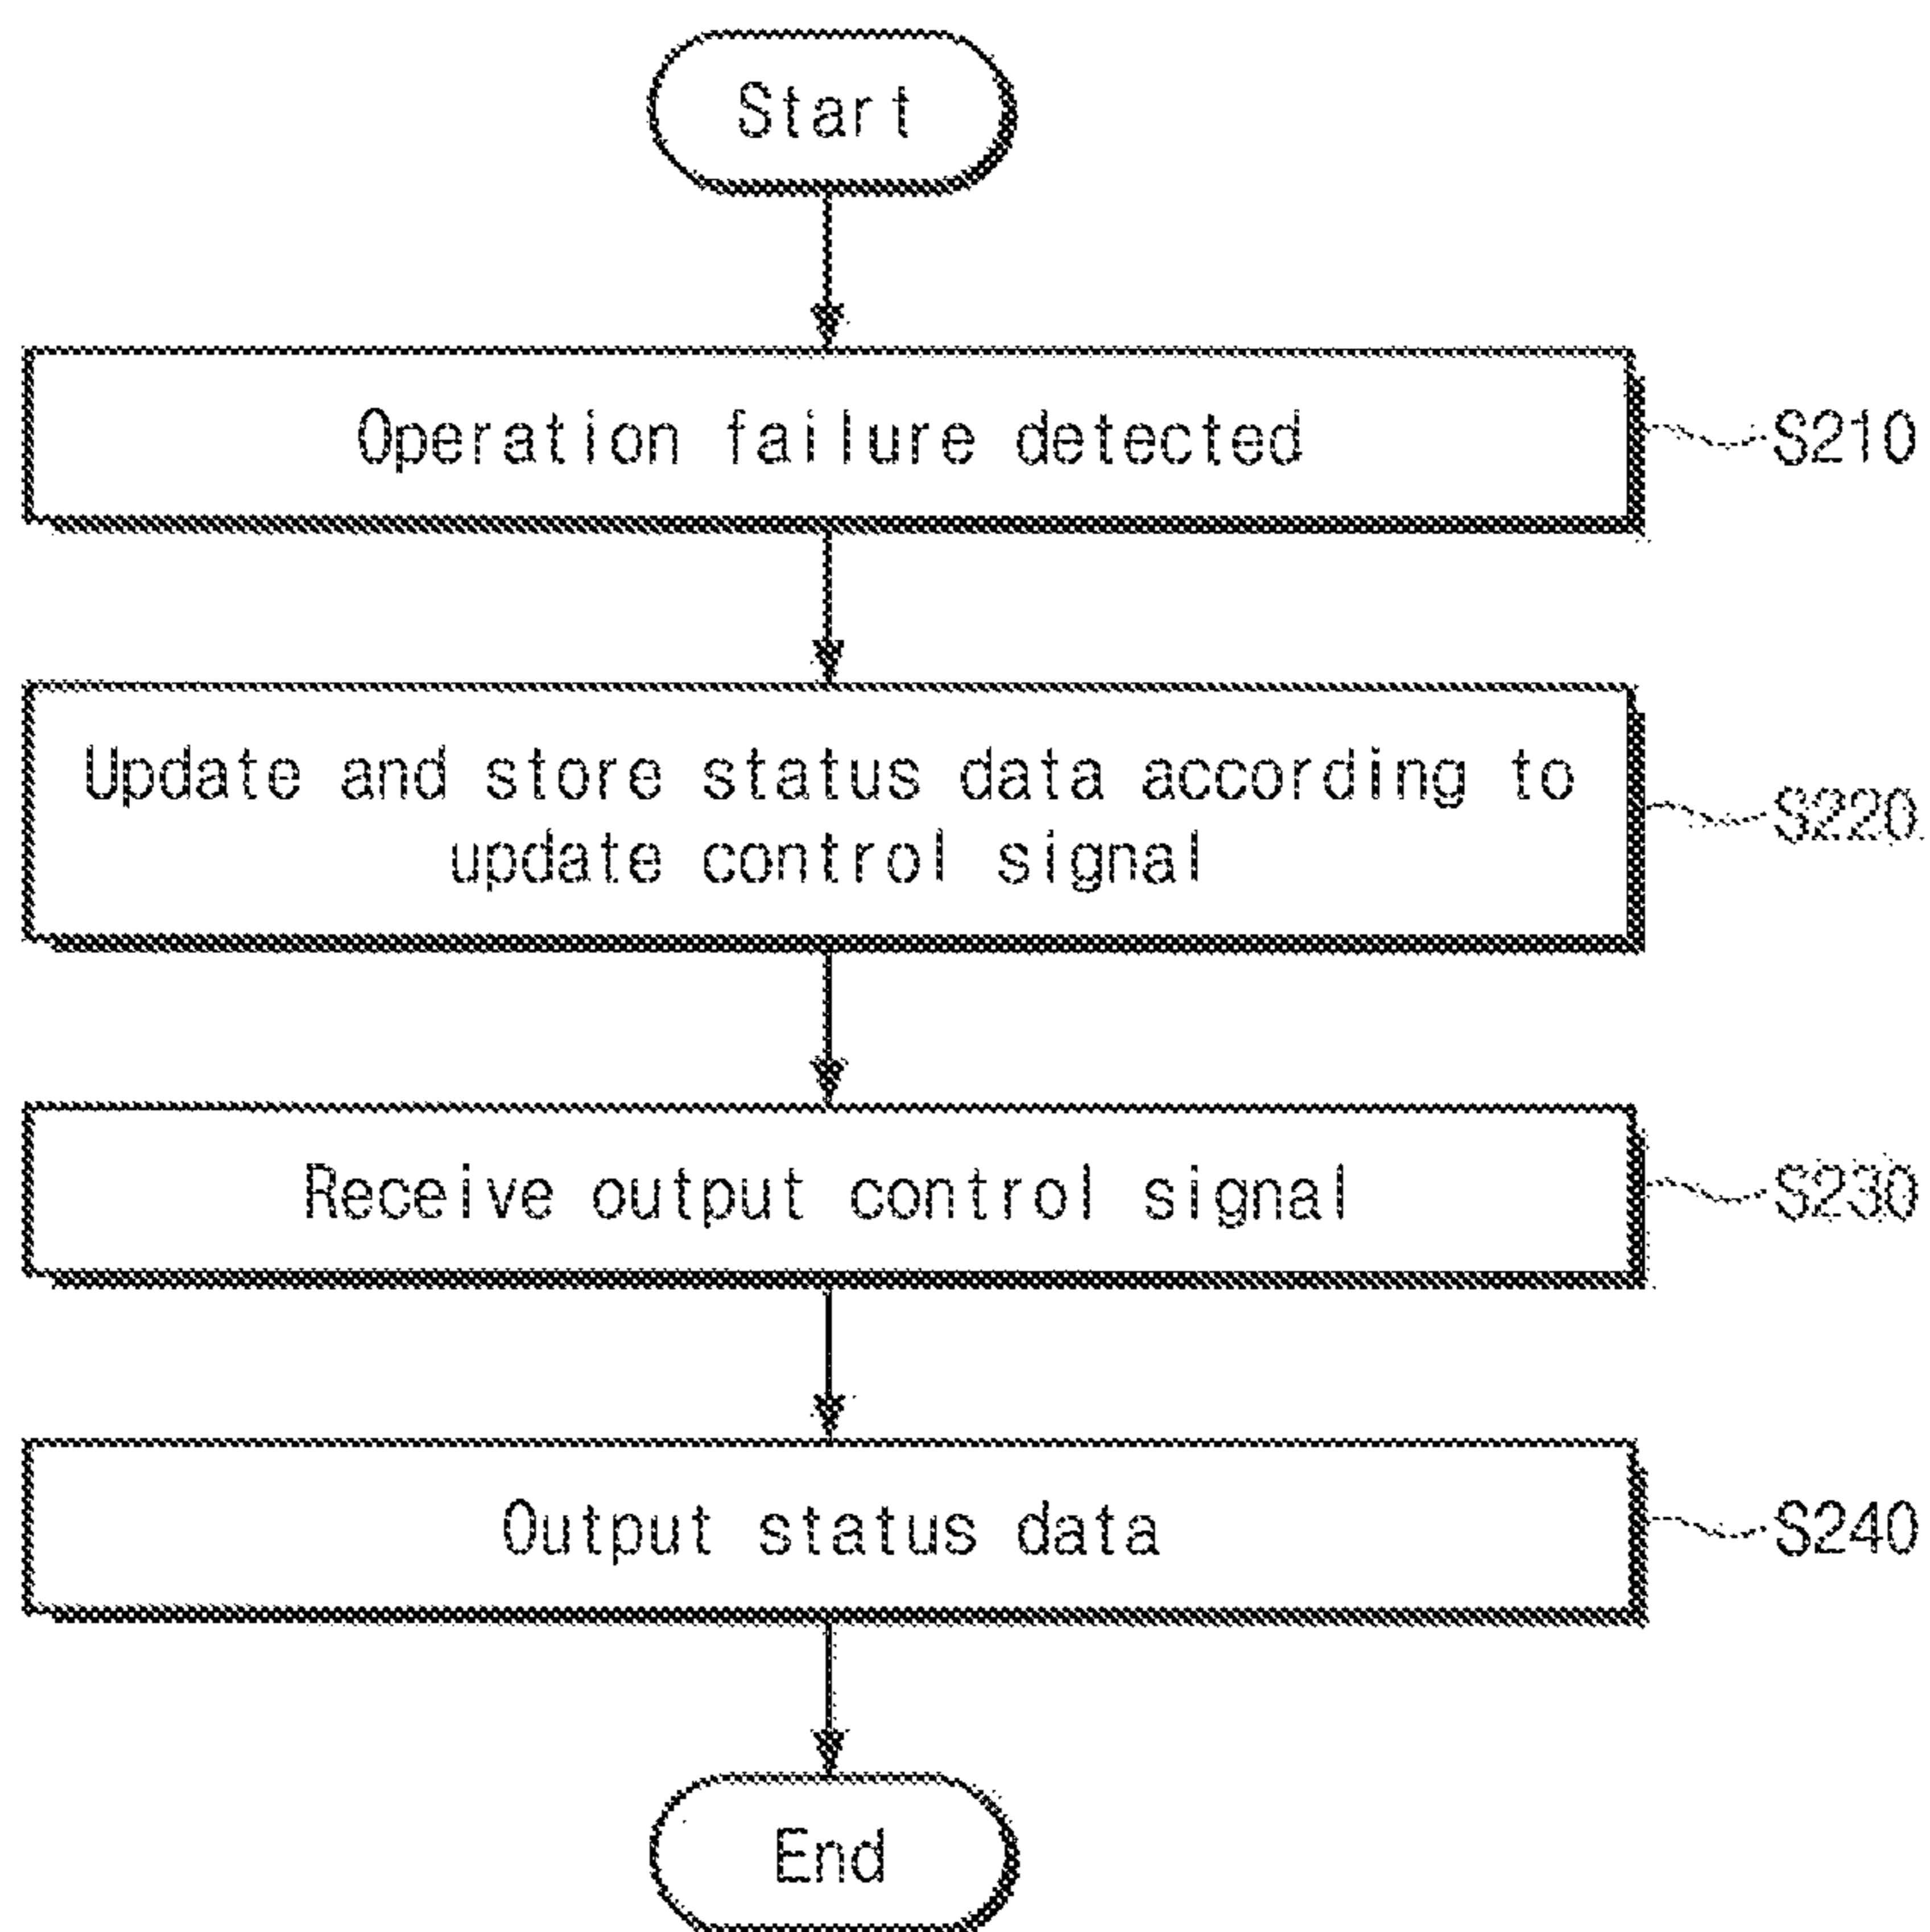 Start
Operation failure detected
S210
Update and store status data according to
update control signal
S220
Receive output control signal
S230
Output status data
S240
End